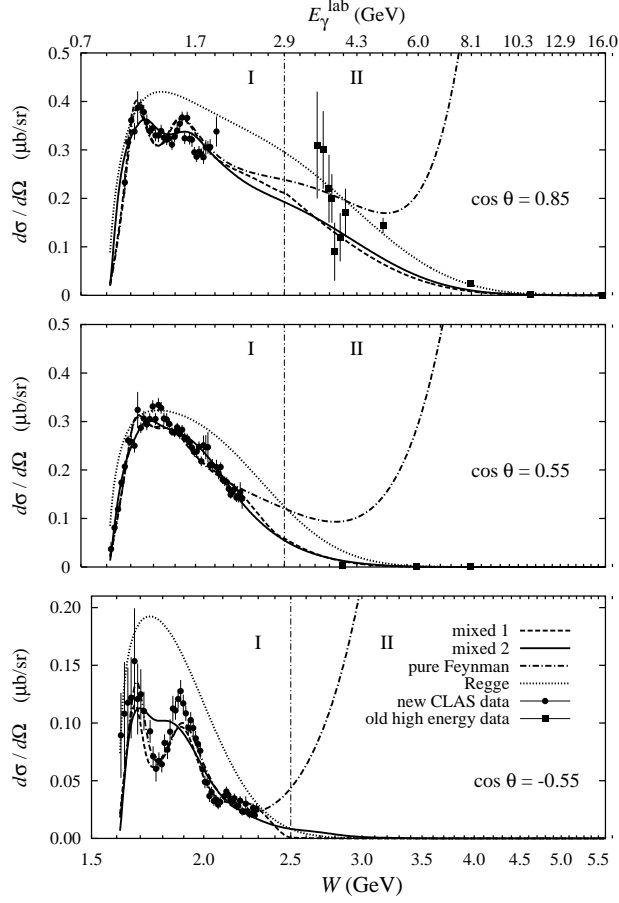 E_γ^lab (GeV)
0.7 1.7 2.9 4.3 6.0 8.1 10.3 12.9 16.0
0.5
0.4
0.3
0.2
0.1
0
dσ / dΩ (μb/sr)
I II
cos θ = 0.85
0.5
0.4
0.3
0.2
0.1
0
dσ / dΩ (μb/sr)
I II
cos θ = 0.55
0.20
0.15
0.10
0.05
0.00
dσ / dΩ (μb/sr)
I II
mixed 1
mixed 2
pure Feynman
Regge
new CLAS data
old high energy data
cos θ = -0.55
1.5 2.0 2.5 3.0 3.5 4.0 4.5 5.0 5.5
W (GeV)